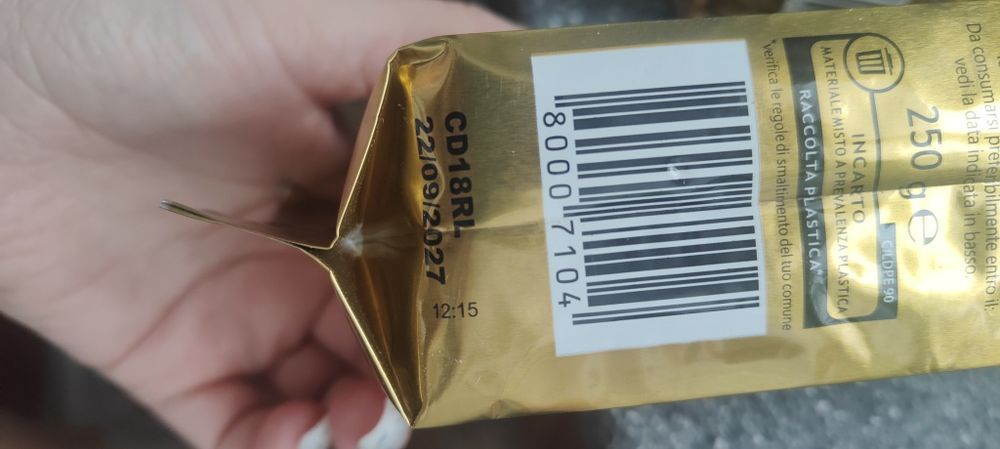 Da consumarsi preferibilmente entro il:
vedi la data indicata in basso.
250 g e
INCARTO
C/LDPE 90
MATERIALE MISTO A PREVALENZA PLASTICA
RACCOLTA PLASTICA*
*verifica le regole di smaltimento del tuo comune
8000 7104
CD18RL
22/09/2027
12:15